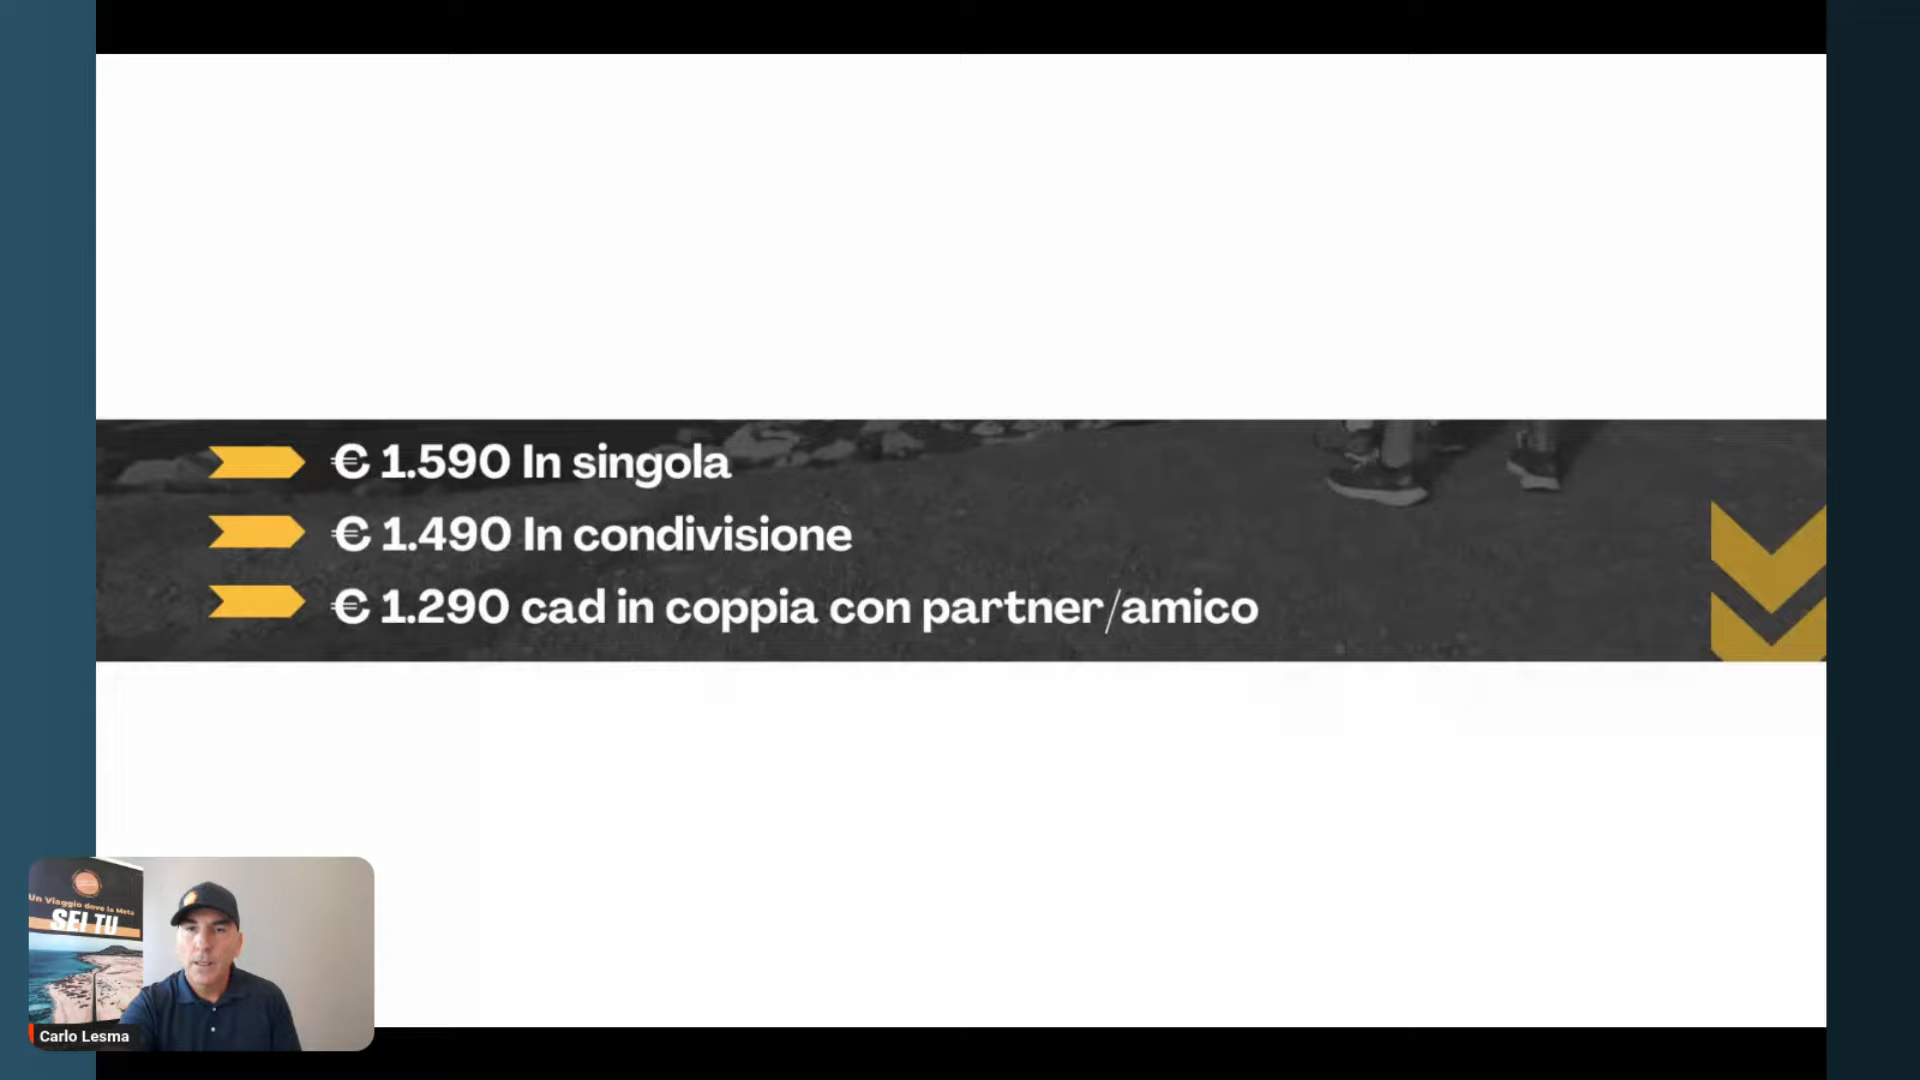 € 1.590 In singola
€ 1.490 In condivisione
€ 1.290 cad in coppia con partner/amico
Un Viaggio dove la Meta
SEI TU
Carlo Lesma